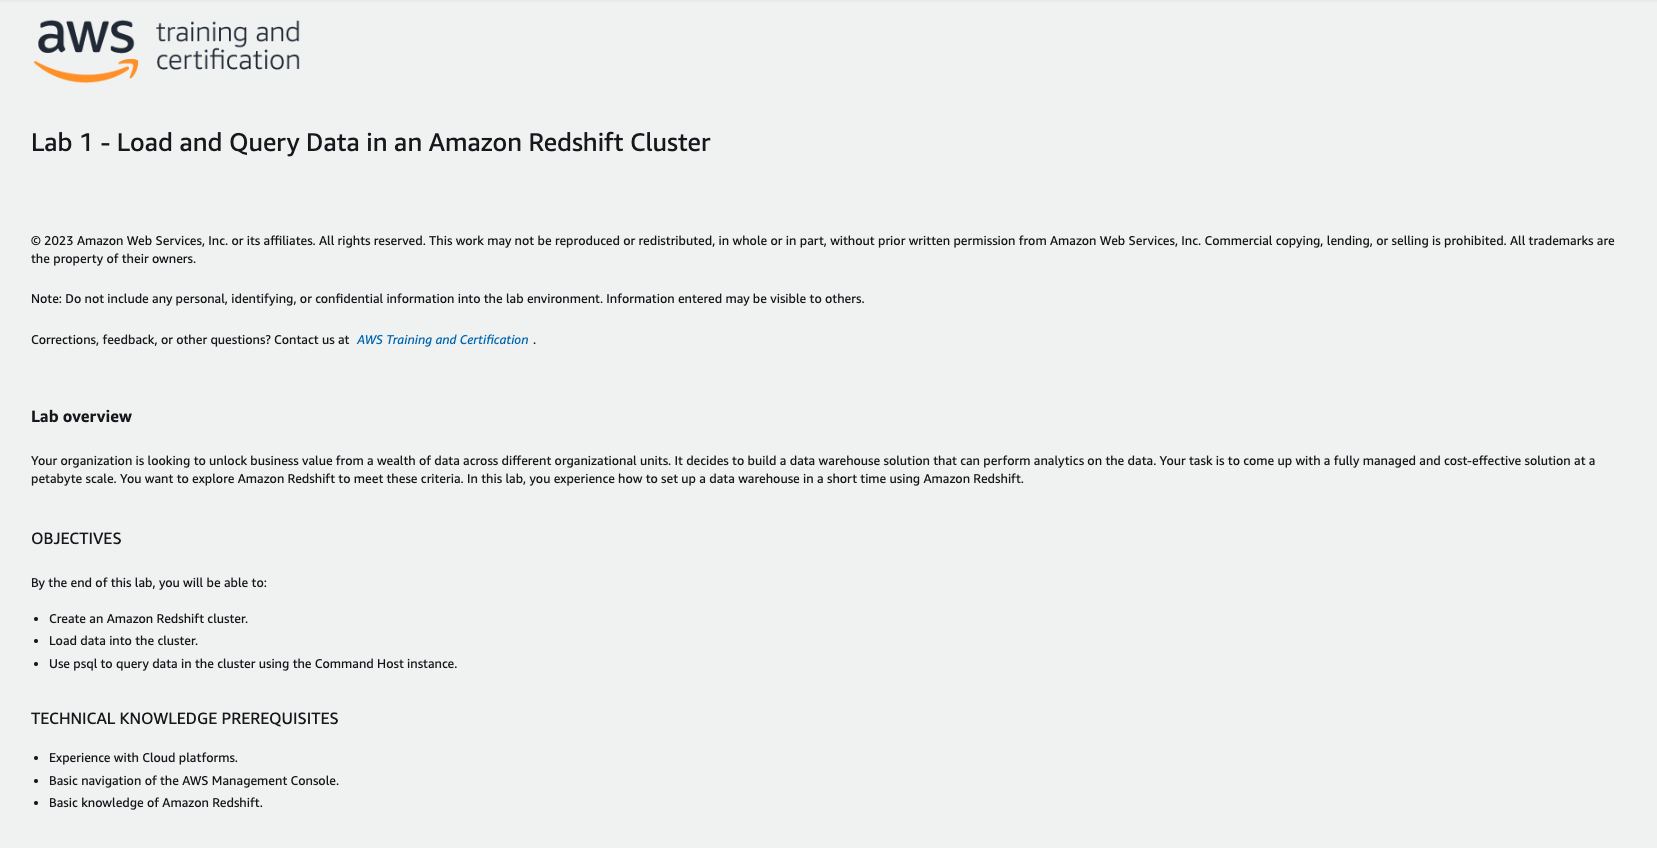 aws training and
certification
Lab 1 - Load and Query Data in an Amazon Redshift Cluster
© 2023 Amazon Web Services, Inc. or its affiliates. All rights reserved. This work may not be reproduced or redistributed, in whole or in part, without prior written permission from Amazon Web Services, Inc. Commercial copying, lending, or selling is prohibited. All trademarks are
the property of their owners.
Note: Do not include any personal, identifying, or confidential information into the lab environment. Information entered may be visible to others.
Corrections, feedback, or other questions? Contact us at AWS Training and Certification .
Lab overview
Your organization is looking to unlock business value from a wealth of data across different organizational units. It decides to build a data warehouse solution that can perform analytics on the data. Your task is to come up with a fully managed and cost-effective solution at a
petabyte scale. You want to explore Amazon Redshift to meet these criteria. In this lab, you experience how to set up a data warehouse in a short time using Amazon Redshift.
OBJECTIVES
By the end of this lab, you will be able to:
• Create an Amazon Redshift cluster.
• Load data into the cluster.
• Use psql to query data in the cluster using the Command Host instance.
TECHNICAL KNOWLEDGE PREREQUISITES
• Experience with Cloud platforms.
• Basic navigation of the AWS Management Console.
• Basic knowledge of Amazon Redshift.